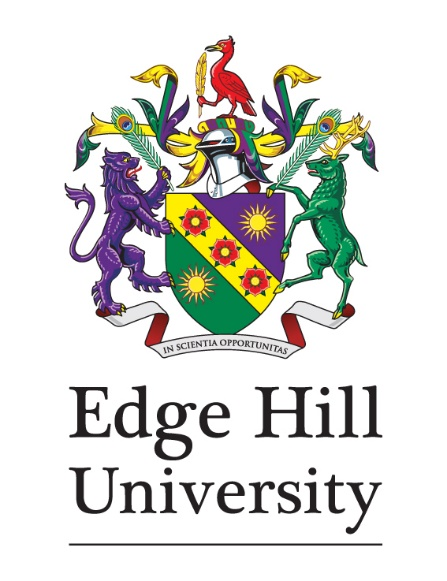 IN SCIENTIA OPPORTUNITAS
Edge Hill
University